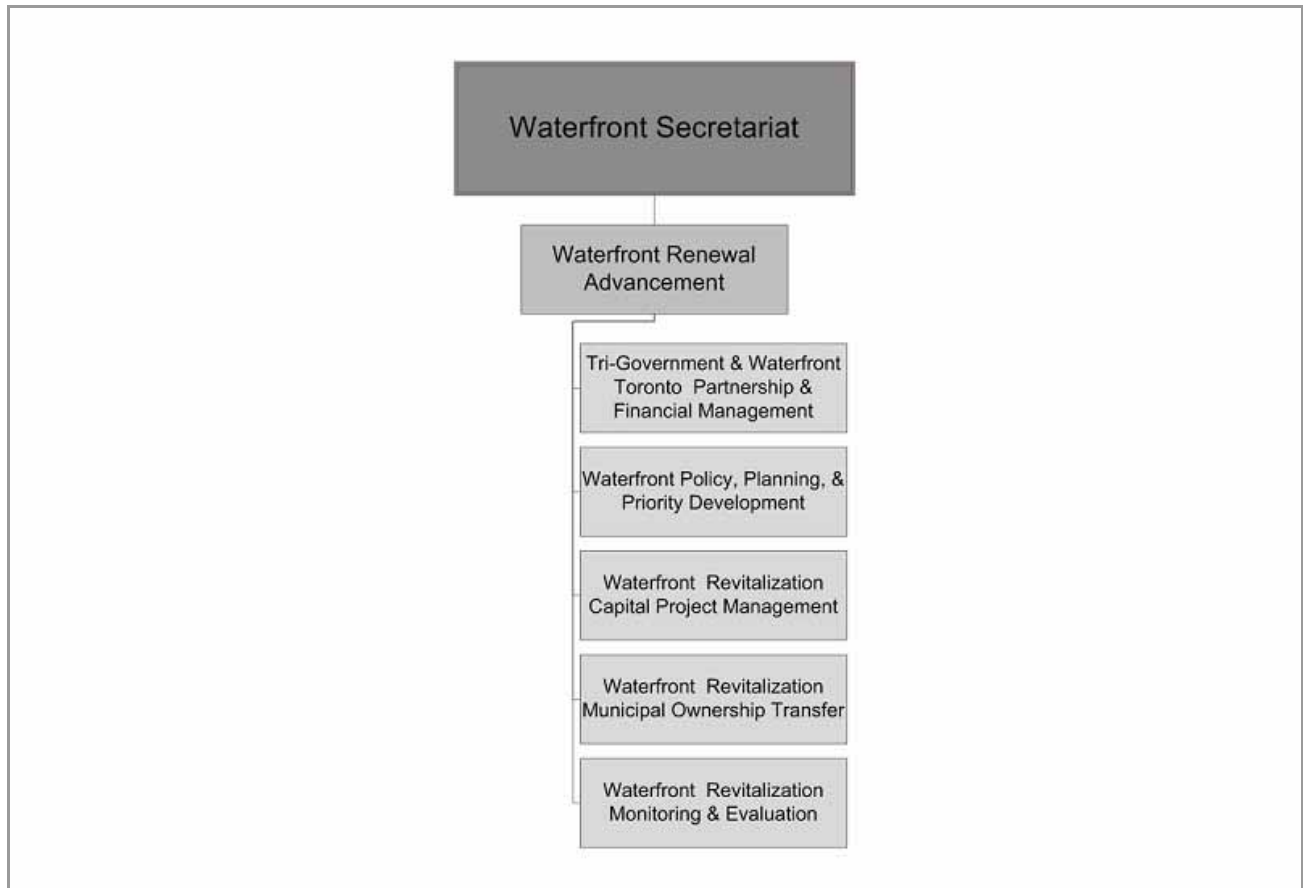 Waterfront Secretariat
Waterfront Renewal
Advancement
Tri-Government & Waterfront
Toronto Partnership &
Financial Management
Waterfront Policy, Planning, &
Priority Development
Waterfront Revitalization
Capital Project Management
Waterfront Revitalization
Municipal Ownership Transfer
Waterfront Revitalization
Monitoring & Evaluation